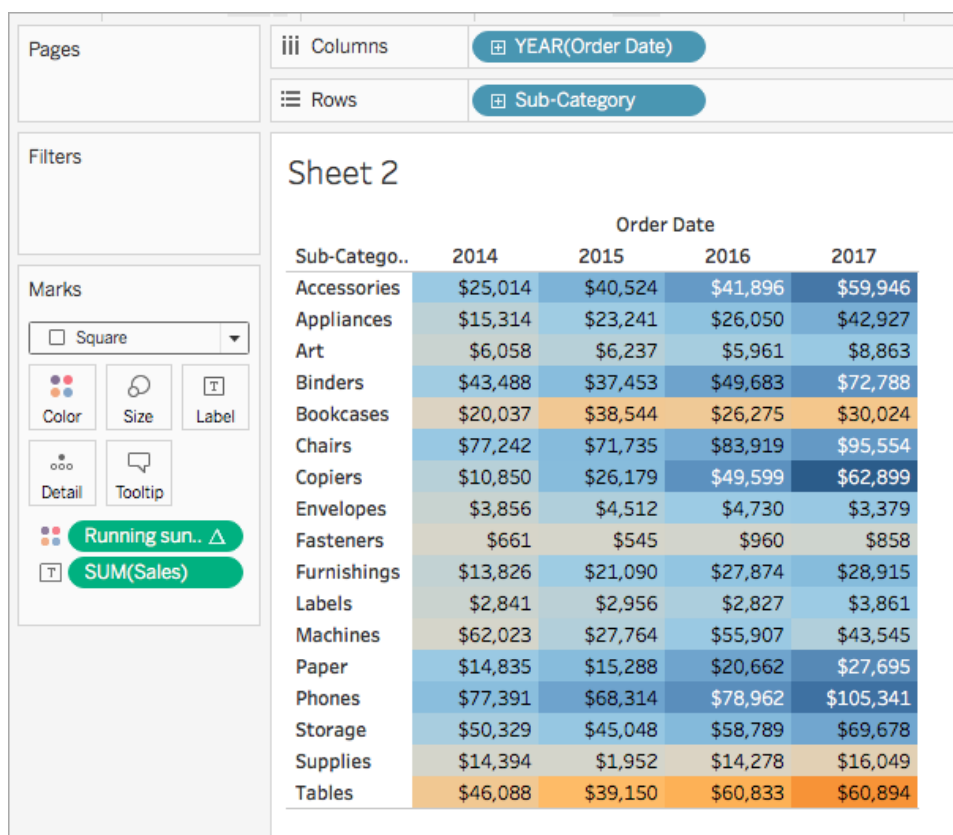 Pages
Columns
YEAR(Order Date)
Rows
Sub-Category
Filters
Marks
Square
Color
Size
T
Label
Detail
Tooltip
Running sun.. Δ
T
SUM(Sales)
Sheet 2
Order Date
Sub-Catego.. 2014 2015 2016 2017
Accessories $25,014 $40,524 $41,896 $59,946
Appliances $15,314 $23,241 $26,050 $42,927
Art $6,058 $6,237 $5,961 $8,863
Binders $43,488 $37,453 $49,683 $72,788
Bookcases $20,037 $38,544 $26,275 $30,024
Chairs $77,242 $71,735 $83,919 $95,554
Copiers $10,850 $26,179 $49,599 $62,899
Envelopes $3,856 $4,512 $4,730 $3,379
Fasteners $661 $545 $960 $858
Furnishings $13,826 $21,090 $27,874 $28,915
Labels $2,841 $2,956 $2,827 $3,861
Machines $62,023 $27,764 $55,907 $43,545
Paper $14,835 $15,288 $20,662 $27,695
Phones $77,391 $68,314 $78,962 $105,341
Storage $50,329 $45,048 $58,789 $69,678
Supplies $14,394 $1,952 $14,278 $16,049
Tables $46,088 $39,150 $60,833 $60,894